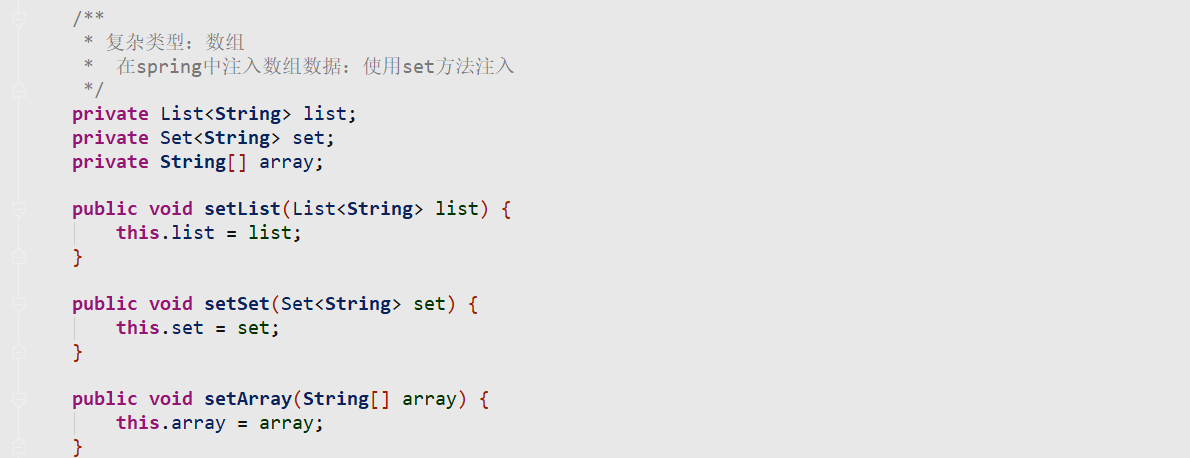 /**
 * 复杂类型：数组
 *  在spring中注入数组数据：使用set方法注入
 */
private List<String> list;
private Set<String> set;
private String[] array;
public void setList(List<String> list) {
    this.list = list;
}
public void setSet(Set<String> set) {
    this.set = set;
}
public void setArray(String[] array) {
    this.array = array;
}